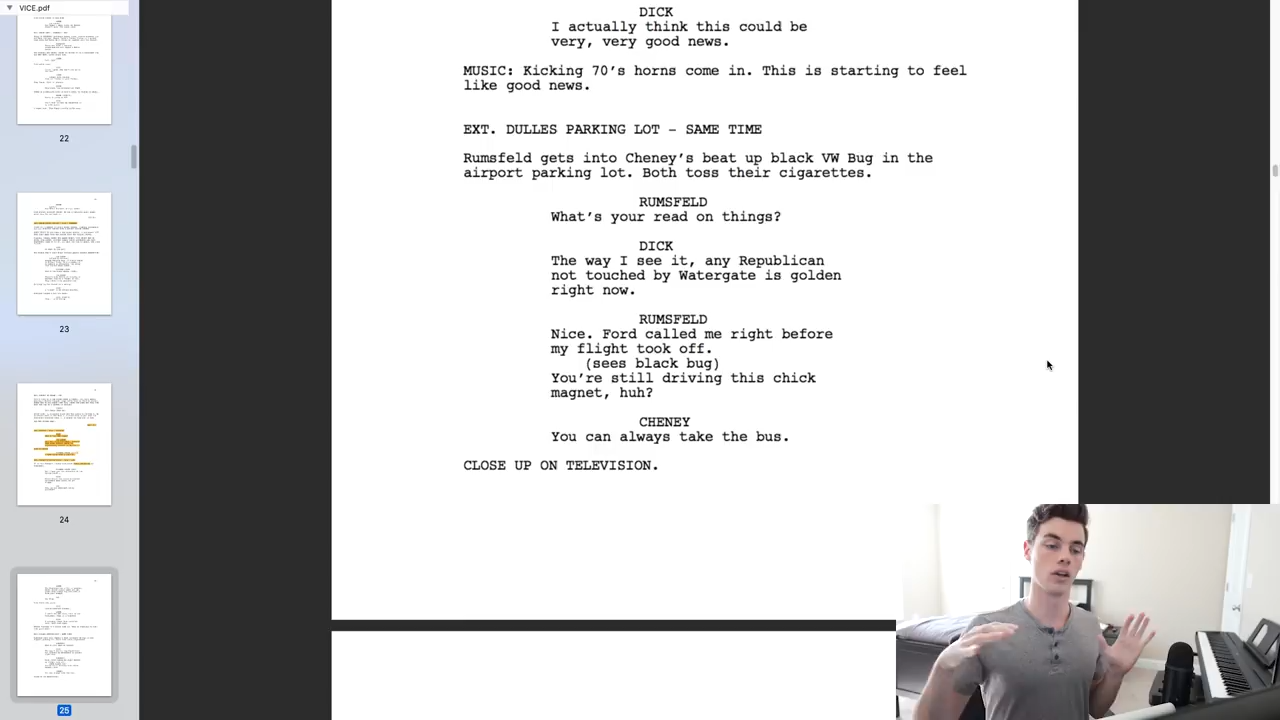 VICE.pdf
22
23
24
25
DICK
I actually think this could be
very, very good news.
MUSIC: Kicking 70's horns come in. This is starting to feel
like good news.
EXT. DULLES PARKING LOT - SAME TIME
Rumsfeld gets into Cheney's beat up black VW Bug in the
airport parking lot. Both toss their cigarettes.
RUMSFELD
What's your read on things?
DICK
The way I see it, any Republican
not touched by Watergate is golden
right now.
RUMSFELD
Nice. Ford called me right before
my flight took off.
(sees black bug)
You're still driving this chick
magnet, huh?
CHENEY
You can always take the bus.
CLOSE UP ON TELEVISION.